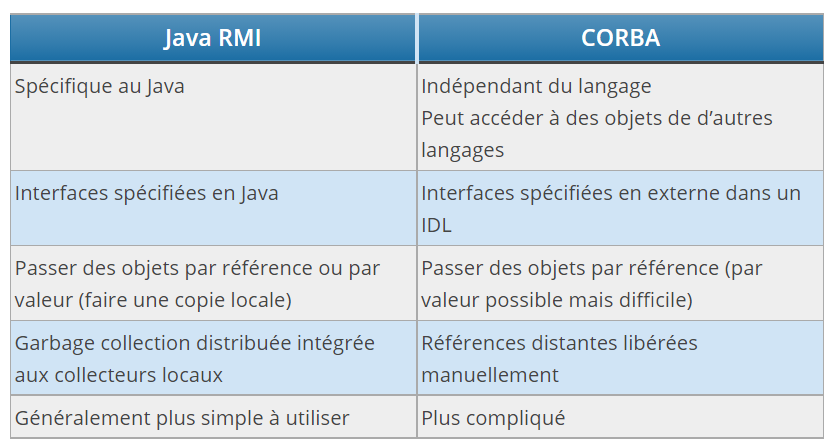 Java RMI
CORBA
Spécifique au Java
Indépendant du langage
Peut accéder à des objets de d’autres
langages
Interfaces spécifiées en Java
Interfaces spécifiées en externe dans un
IDL
Passer des objets par référence ou par
valeur (faire une copie locale)
Passer des objets par référence (par
valeur possible mais difficile)
Garbage collection distribuée intégrée
aux collecteurs locaux
Références distantes libérées
manuellement
Généralement plus simple à utiliser
Plus compliqué